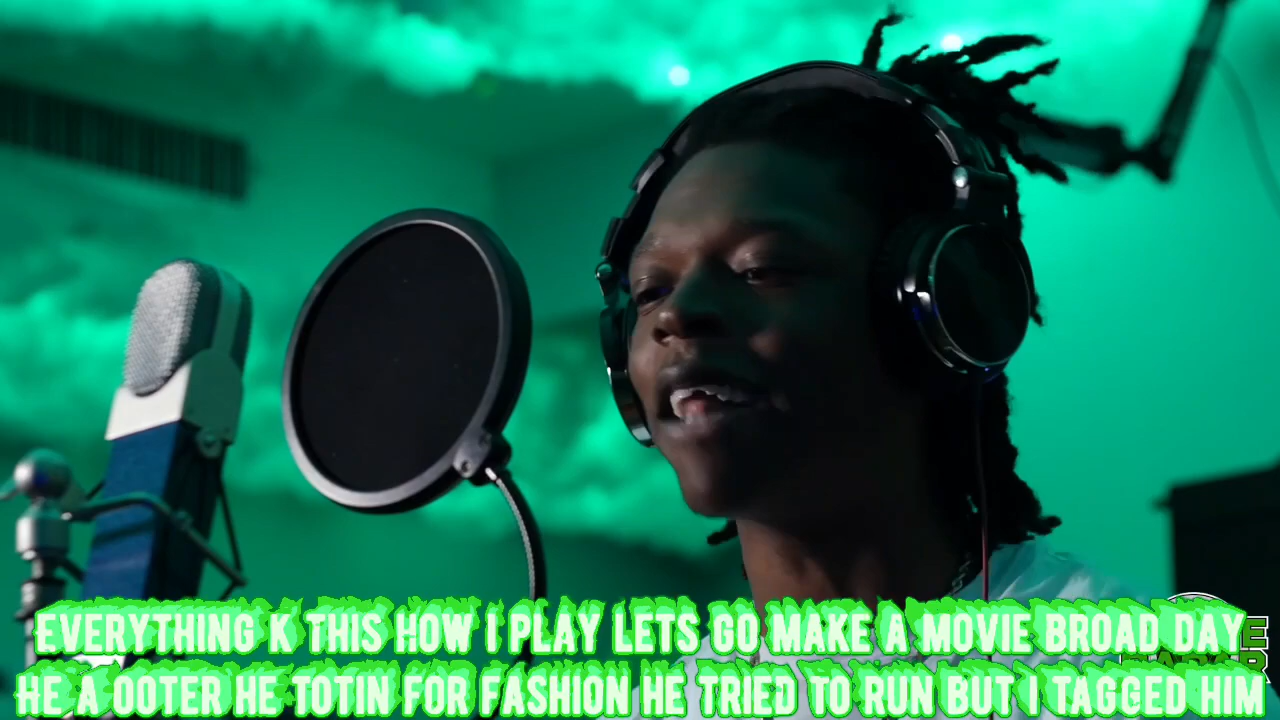 EVERYTHING K THIS HOW I PLAY LETS GO MAKE A MOVIE BROAD DAY
HE A OOTER HE TOTIN FOR FASHION HE TRIED TO RUN BUT I TAGGED HIM